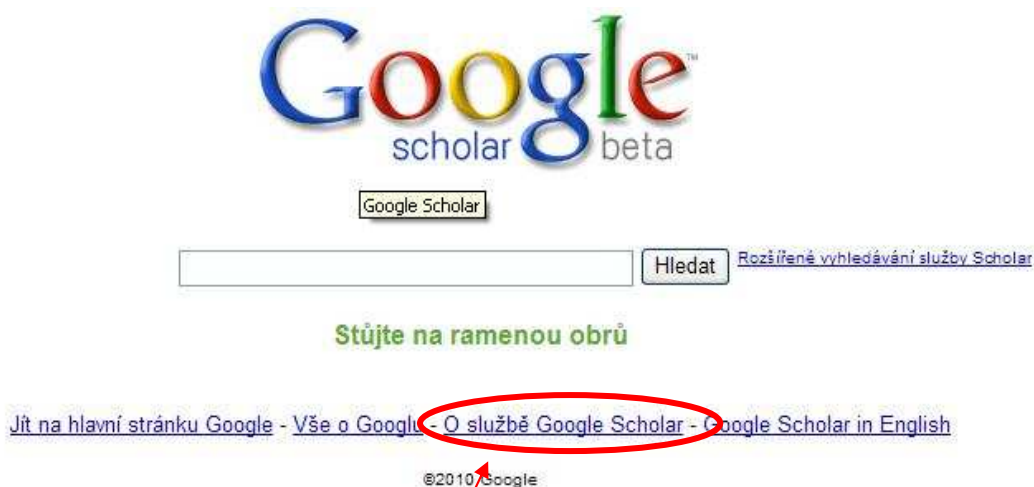 Google™
scholar beta
Google Scholar
Hledat Rozšířené vyhledávání služby Scholar
Stůjte na ramenou obrů
Jít na hlavní stránku Google - Vše o Googlu - O službě Google Scholar - Google Scholar in English
©2010 Google